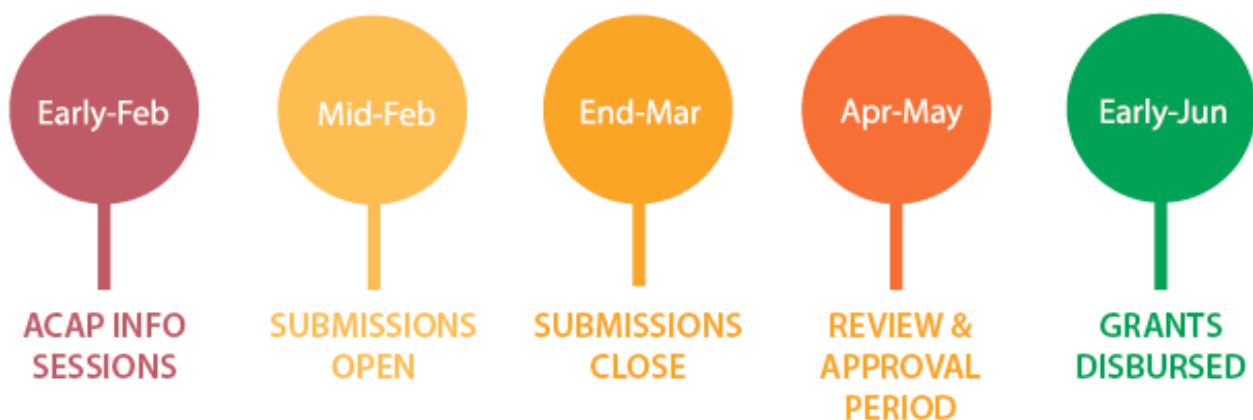 Early-Feb
Mid-Feb
End-Mar
Apr-May
Early-Jun
ACAP INFO
SESSIONS
SUBMISSIONS
OPEN
SUBMISSIONS
CLOSE
REVIEW &
APPROVAL
PERIOD
GRANTS
DISBURSED